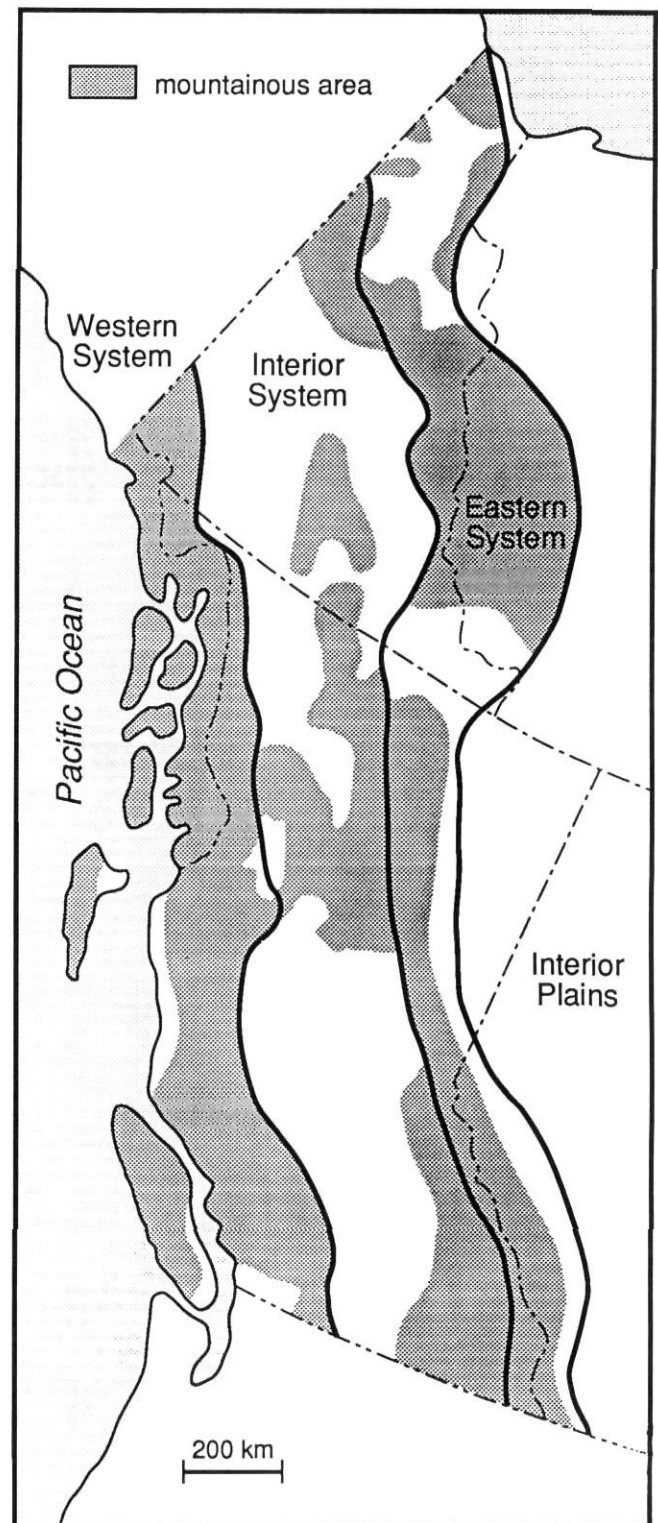 mountainous area
Western
System
Interior
System
Eastern
System
Pacific Ocean
Interior
Plains
200 km